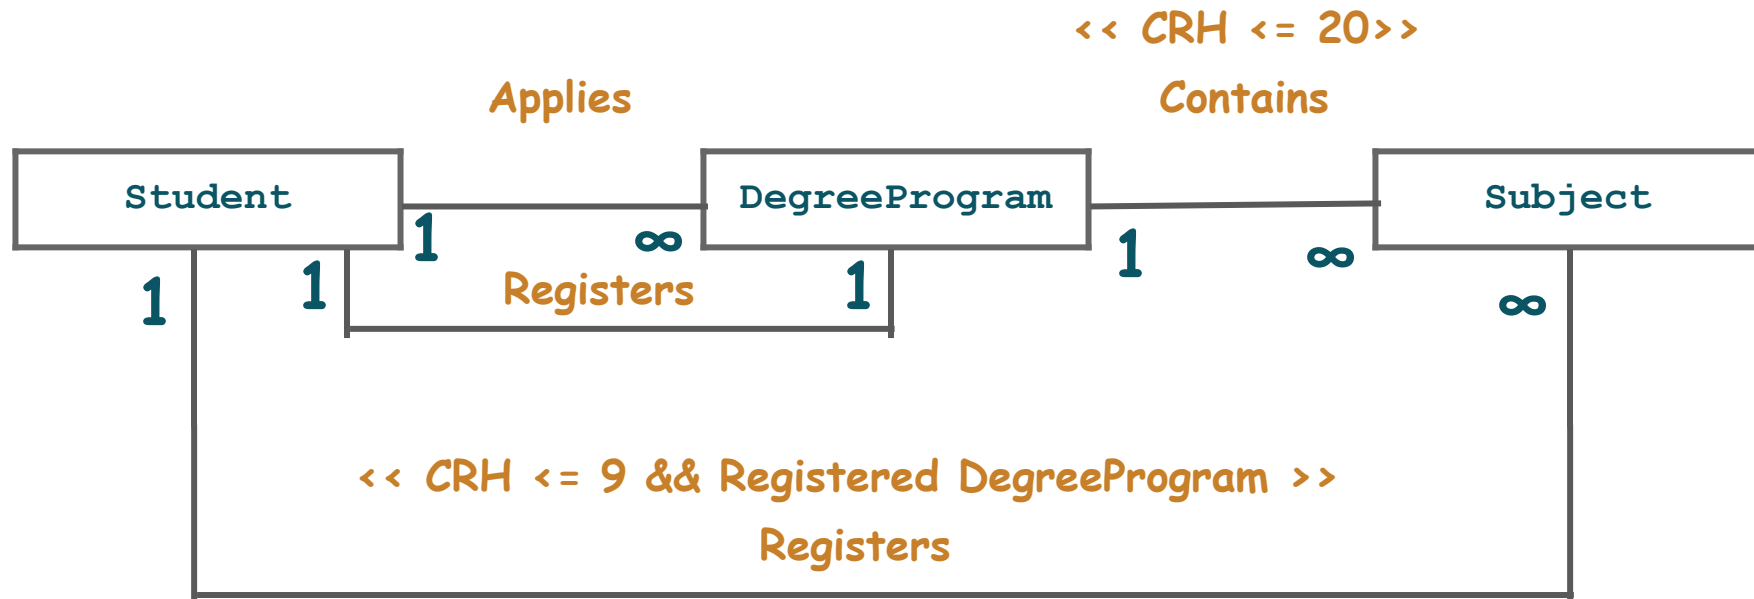 << CRH <= 20>>
Applies
Contains
Student
DegreeProgram
Subject
1
∞
1
∞
1
1
Registers
1
∞
<< CRH <= 9 && Registered DegreeProgram >>
Registers